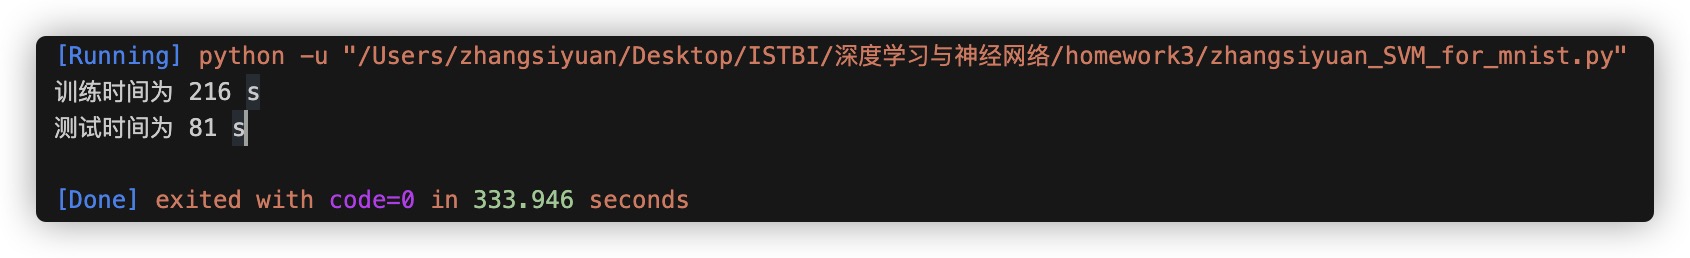 [Running] python -u "/Users/zhangsiyuan/Desktop/ISTBI/深度学习与神经网络/homework3/zhangsiyuan_SVM_for_mnist.py"
训练时间为 216 s
测试时间为 81 s
[Done] exited with code=0 in 333.946 seconds